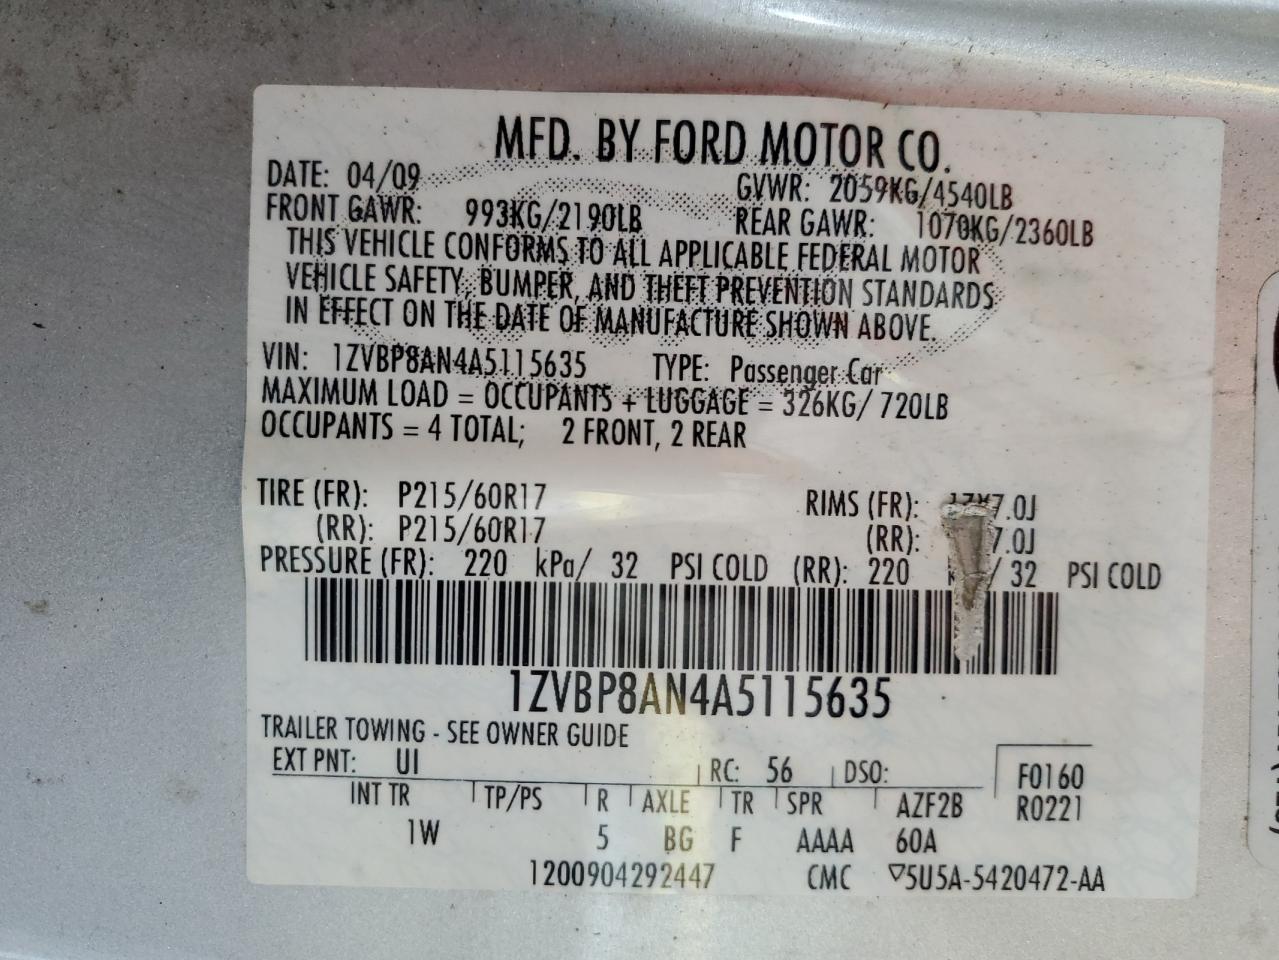 MFD. BY FORD MOTOR CO.
DATE: 04/09 GVWR: 2059KG/4540LB
FRONT GAWR: 993KG/2190LB REAR GAWR: 1070KG/2360LB
THIS VEHICLE CONFORMS TO ALL APPLICABLE FEDERAL MOTOR
VEHICLE SAFETY, BUMPER, AND THEFT PREVENTION STANDARDS
IN EFFECT ON THE DATE OF MANUFACTURE SHOWN ABOVE.
VIN: 1ZVBP8AN4A5115635 TYPE: Passenger Car
MAXIMUM LOAD = OCCUPANTS + LUGGAGE = 326KG/ 720LB
OCCUPANTS = 4 TOTAL; 2 FRONT, 2 REAR
TIRE (FR): P215/60R17 RIMS (FR): 17X7.0J
(RR): P215/60R17 (RR): 7.0J
PRESSURE (FR): 220 kPa/ 32 PSI COLD (RR): 220 / 32 PSI COLD
1ZVBP8AN4A5115635
TRAILER TOWING - SEE OWNER GUIDE
EXT PNT: UI RC: 56 DSO: F0160
INT TR TP/PS R AXLE TR SPR AZF2B R0221
1W 5 BG F AAAA 60A
1200904292447 CMC ▽5U5A-5420472-AA